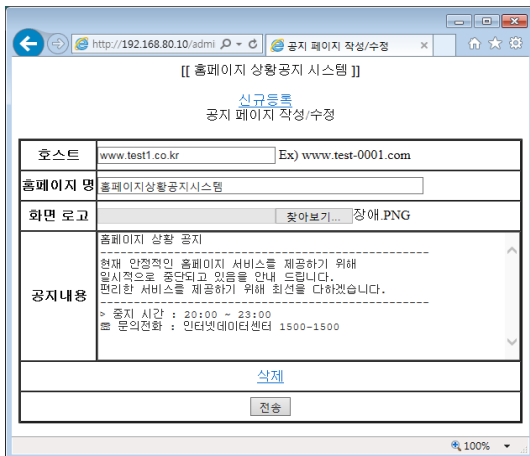 http://192.168.80.10/admi
공지 페이지 작성/수정
[[ 홈페이지 상황공지 시스템 ]]
신규등록
공지 페이지 작성/수정
호스트 www.test1.co.kr Ex) www.test-0001.com
홈페이지 명 홈페이지상황공지시스템
화면 로고 찾아보기... 장애.PNG
공지내용
홈페이지 상황 공지
--------------------------------------------------
현재 안정적인 홈페이지 서비스를 제공하기 위해
일시적으로 중단되고 있음을 안내 드립니다.
편리한 서비스를 제공하기 위해 최선을 다하겠습니다.
--------------------------------------------------
> 중지 시간 : 20:00 ~ 23:00
☎ 문의전화 : 인터넷데이터센터 1500-1500
삭제
전송
100%